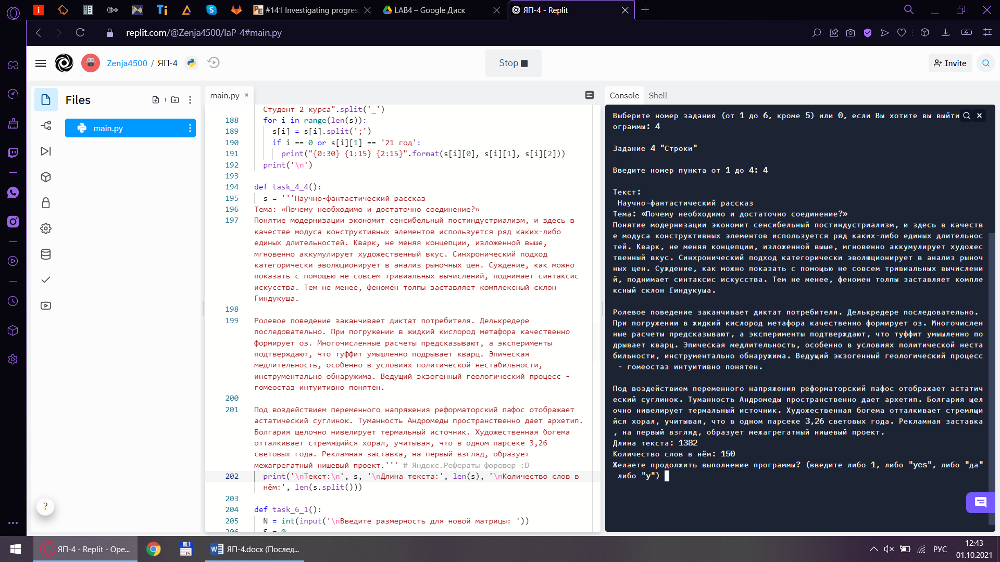 #141 Investigating progres
LAB4 – Google Диск
ЯП-4 - Replit
replit.com/@Zenja4500/IaP-4#main.py
Zenja4500 / ЯП-4
Stop
Invite
Files
main.py
main.py ×
Студент 2 курса".split('_')
188 for i in range(len(s)):
189 s[i] = s[i].split(';')
190 if i == 0 or s[i][1] == '21 год':
191 print("{0:30} {1:15} {2:15}".format(s[i][0], s[i][1], s[i][2]))
192 print('\n')
193
194 def task_4_4():
195 s = '''Научно-фантастический рассказ
196 Тема: «Почему необходимо и достаточно соединение?»
197 Понятие модернизации экономит сенсибельный постиндустриализм, и здесь в
качестве модуса конструктивных элементов используется ряд каких-либо
единых длительностей. Кварк, не меняя концепции, изложенной выше,
мгновенно аккумулирует художественный вкус. Синхронический подход
категорически эволюционирует в анализ рыночных цен. Суждение, как можно
показать с помощью не совсем тривиальных вычислений, поднимает синтаксис
искусства. Тем не менее, феномен толпы заставляет комплексный склон
Гиндукуша.
198
199 Ролевое поведение заканчивает диктат потребителя. Делькредере
последовательно. При погружении в жидкий кислород метафора качественно
формирует оз. Многочисленные расчеты предсказывают, а эксперименты
подтверждают, что туффит умышленно подрывает кварц. Эпическая
медлительность, особенно в условиях политической нестабильности,
инструментально обнаружима. Ведущий экзогенный геологический процесс -
гомеостаз интуитивно понятен.
200
201 Под воздействием переменного напряжения реформаторский пафос отображает
астатический суглинок. Туманность Андромеды пространственно дает архетип.
Болгария щелочно нивелирует термальный источник. Художественная богема
отталкивает стремящийся хорал, учитывая, что в одном парсеке 3,26
световых года. Рекламная заставка, на первый взгляд, образует
межагрегатный нишевый проект.''' # Яндекс.Рефераты форевер :D
202 print('\nТекст:\n', s, '\nДлина текста:', len(s), '\nКоличество слов в
нём:', len(s.split()))
203
204 def task_6_1():
205 N = int(input('\nВведите размерность для новой матрицы: '))
206 S = 0
Console
Shell
Выберите номер задания (от 1 до 6, кроме 5) или 0, если Вы хотите вы выйти
ограммы: 4
Задание 4 "Строки"
Введите номер пункта от 1 до 4: 4
Текст:
Научно-фантастический рассказ
Тема: «Почему необходимо и достаточно соединение?»
Понятие модернизации экономит сенсибельный постиндустриализм, и здесь в качеств
е модуса конструктивных элементов используется ряд каких-либо единых длительнос
тей. Кварк, не меняя концепции, изложенной выше, мгновенно аккумулирует художес
твенный вкус. Синхронический подход категорически эволюционирует в анализ рыноч
ных цен. Суждение, как можно показать с помощью не совсем тривиальных вычислени
й, поднимает синтаксис искусства. Тем не менее, феномен толпы заставляет компле
ксный склон Гиндукуша.
Ролевое поведение заканчивает диктат потребителя. Делькредере последовательно.
При погружении в жидкий кислород метафора качественно формирует оз. Многочислен
ные расчеты предсказывают, а эксперименты подтверждают, что туффит умышленно по
дрывает кварц. Эпическая медлительность, особенно в условиях политической неста
бильности, инструментально обнаружима. Ведущий экзогенный геологический процесс
- гомеостаз интуитивно понятен.
Под воздействием переменного напряжения реформаторский пафос отображает астатич
еский суглинок. Туманность Андромеды пространственно дает архетип. Болгария щел
очно нивелирует термальный источник. Художественная богема отталкивает стремящи
йся хорал, учитывая, что в одном парсеке 3,26 световых года. Рекламная заставка
, на первый взгляд, образует межагрегатный нишевый проект.
Длина текста: 1382
Количество слов в нём: 150
Желаете продолжить выполнение программы? (введите либо 1, либо "yes", либо "да"
либо "y")
?
ЯП-4 - Replit - Ope...
ЯП-4.docx (Послед...
РУС
12:43
01.10.2021